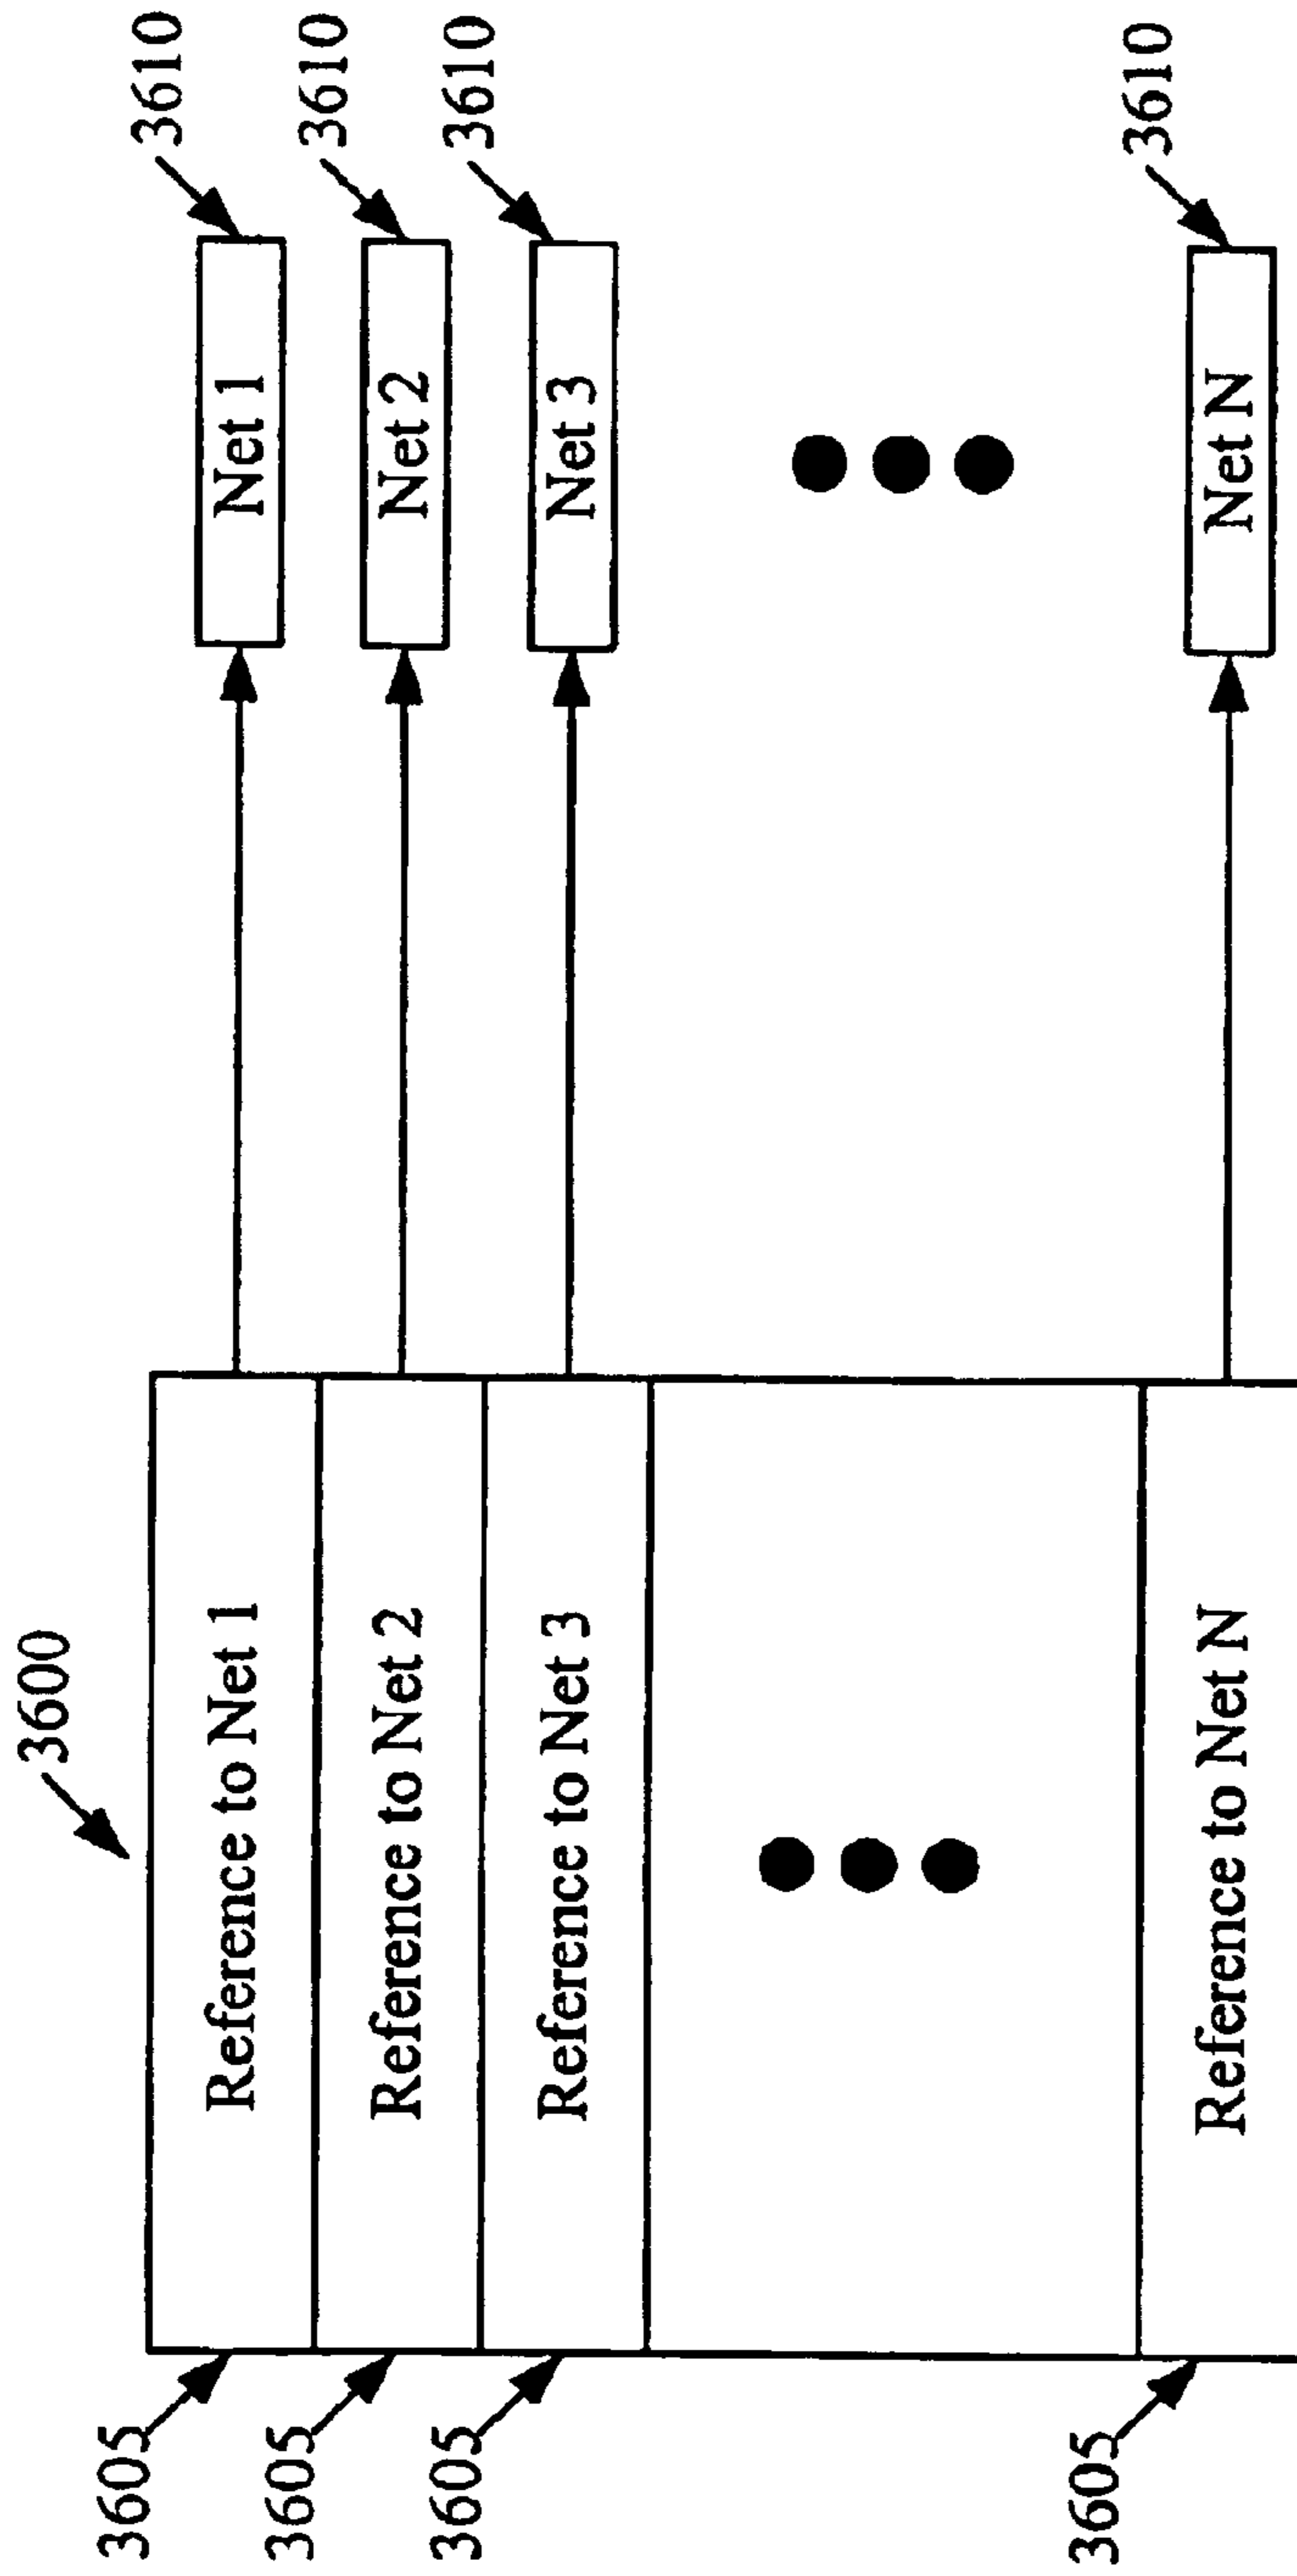 3600
3605
Reference to Net 1
Net 1
3610
3605
Reference to Net 2
Net 2
3610
3605
Reference to Net 3
Net 3
3610
3605
Reference to Net N
Net N
3610